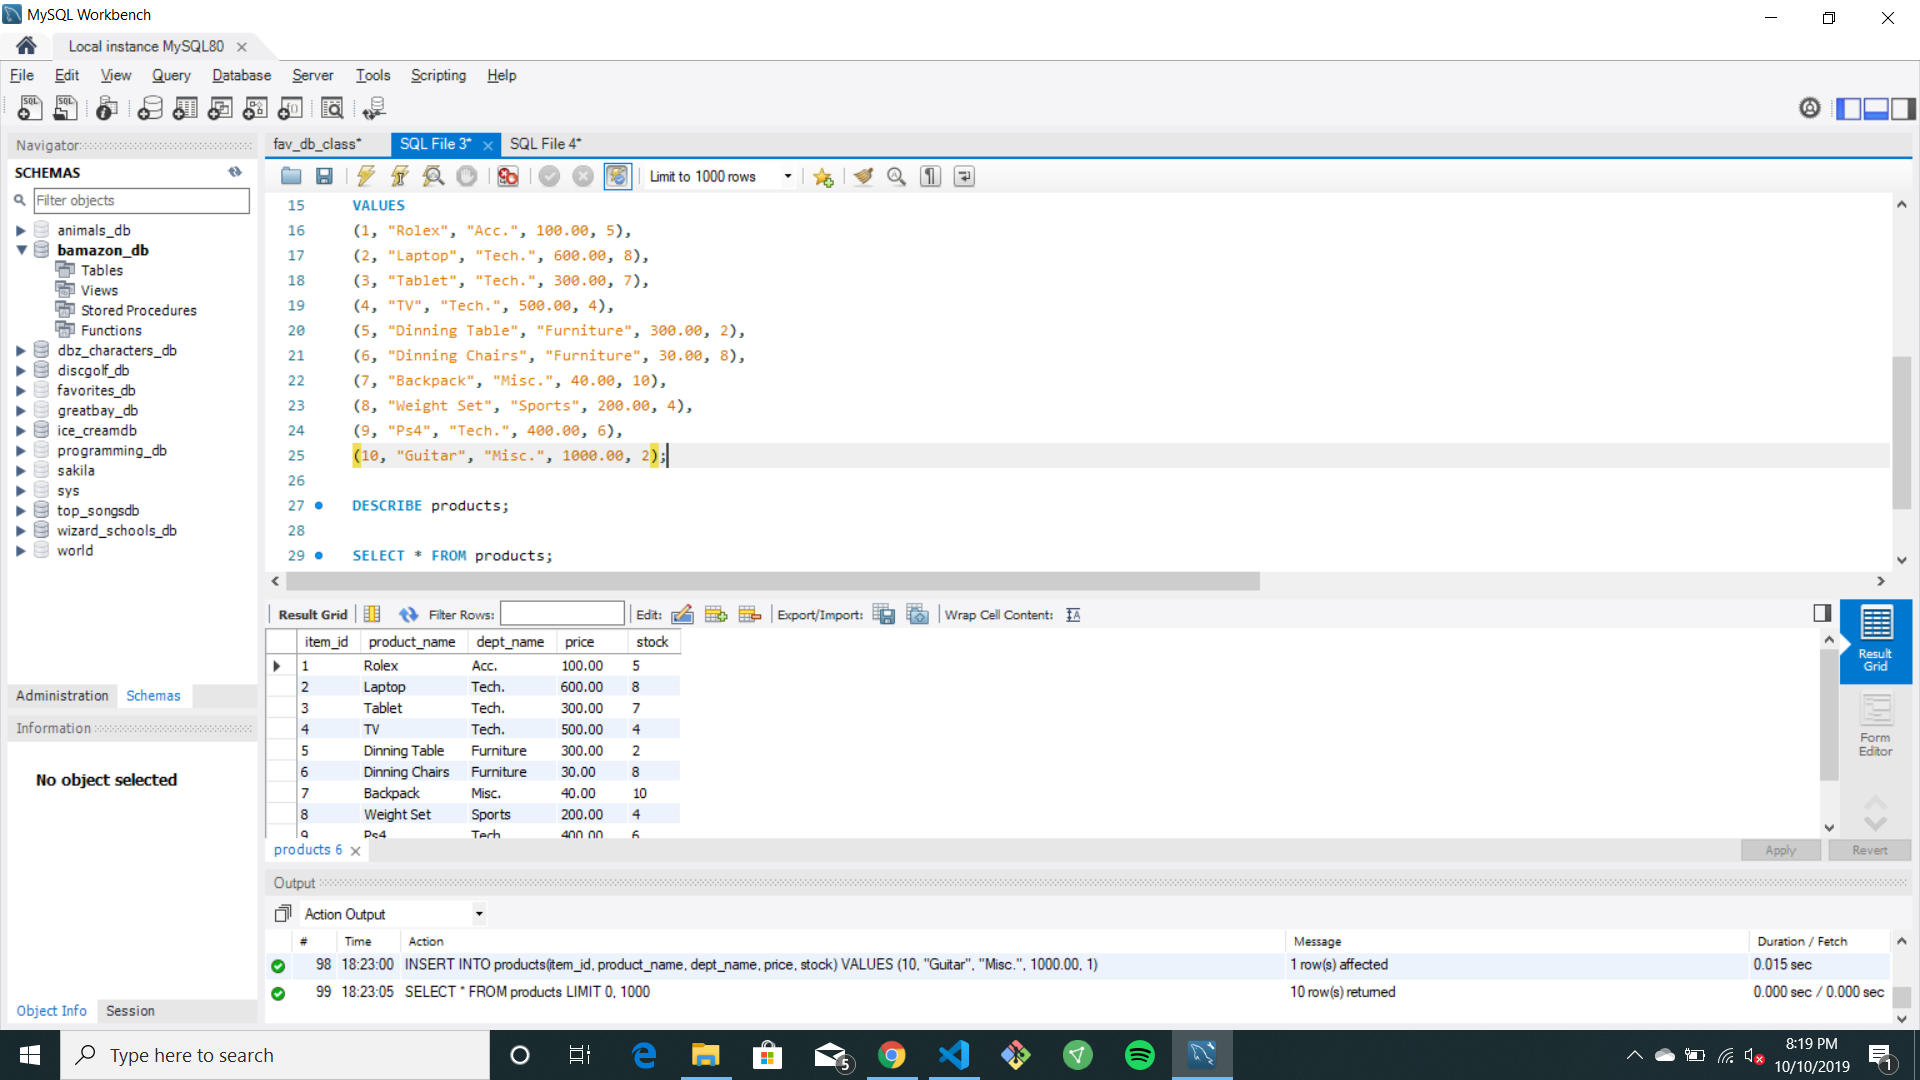 MySQL Workbench
Local instance MySQL80
File Edit View Query Database Server Tools Scripting Help
Navigator
SCHEMAS
Filter objects
animals_db
bamazon_db
Tables
Views
Stored Procedures
Functions
dbz_characters_db
discgolf_db
favorites_db
greatbay_db
ice_creamdb
programming_db
sakila
sys
top_songsdb
wizard_schools_db
world
Administration Schemas
Information
No object selected
Object Info Session
fav_db_class* SQL File 3* SQL File 4*
Limit to 1000 rows
15 VALUES
16 (1, "Rolex", "Acc.", 100.00, 5),
17 (2, "Laptop", "Tech.", 600.00, 8),
18 (3, "Tablet", "Tech.", 300.00, 7),
19 (4, "TV", "Tech.", 500.00, 4),
20 (5, "Dinning Table", "Furniture", 300.00, 2),
21 (6, "Dinning Chairs", "Furniture", 30.00, 8),
22 (7, "Backpack", "Misc.", 40.00, 10),
23 (8, "Weight Set", "Sports", 200.00, 4),
24 (9, "Ps4", "Tech.", 400.00, 6),
25 (10, "Guitar", "Misc.", 1000.00, 2);
26
27 DESCRIBE products;
28
29 SELECT * FROM products;
Result Grid Filter Rows: Edit: Export/Import: Wrap Cell Content:
item_id product_name dept_name price stock
1 Rolex Acc. 100.00 5
2 Laptop Tech. 600.00 8
3 Tablet Tech. 300.00 7
4 TV Tech. 500.00 4
5 Dinning Table Furniture 300.00 2
6 Dinning Chairs Furniture 30.00 8
7 Backpack Misc. 40.00 10
8 Weight Set Sports 200.00 4
9 Ps4 Tech. 400.00 6
Result
Grid
Form
Editor
products 6
Apply Revert
Output
Action Output
# Time Action Message Duration / Fetch
98 18:23:00 INSERT INTO products(item_id, product_name, dept_name, price, stock) VALUES (10, "Guitar", "Misc.", 1000.00, 1) 1 row(s) affected 0.015 sec
99 18:23:05 SELECT * FROM products LIMIT 0, 1000 10 row(s) returned 0.000 sec / 0.000 sec
Type here to search
5
8:19 PM
10/10/2019
1